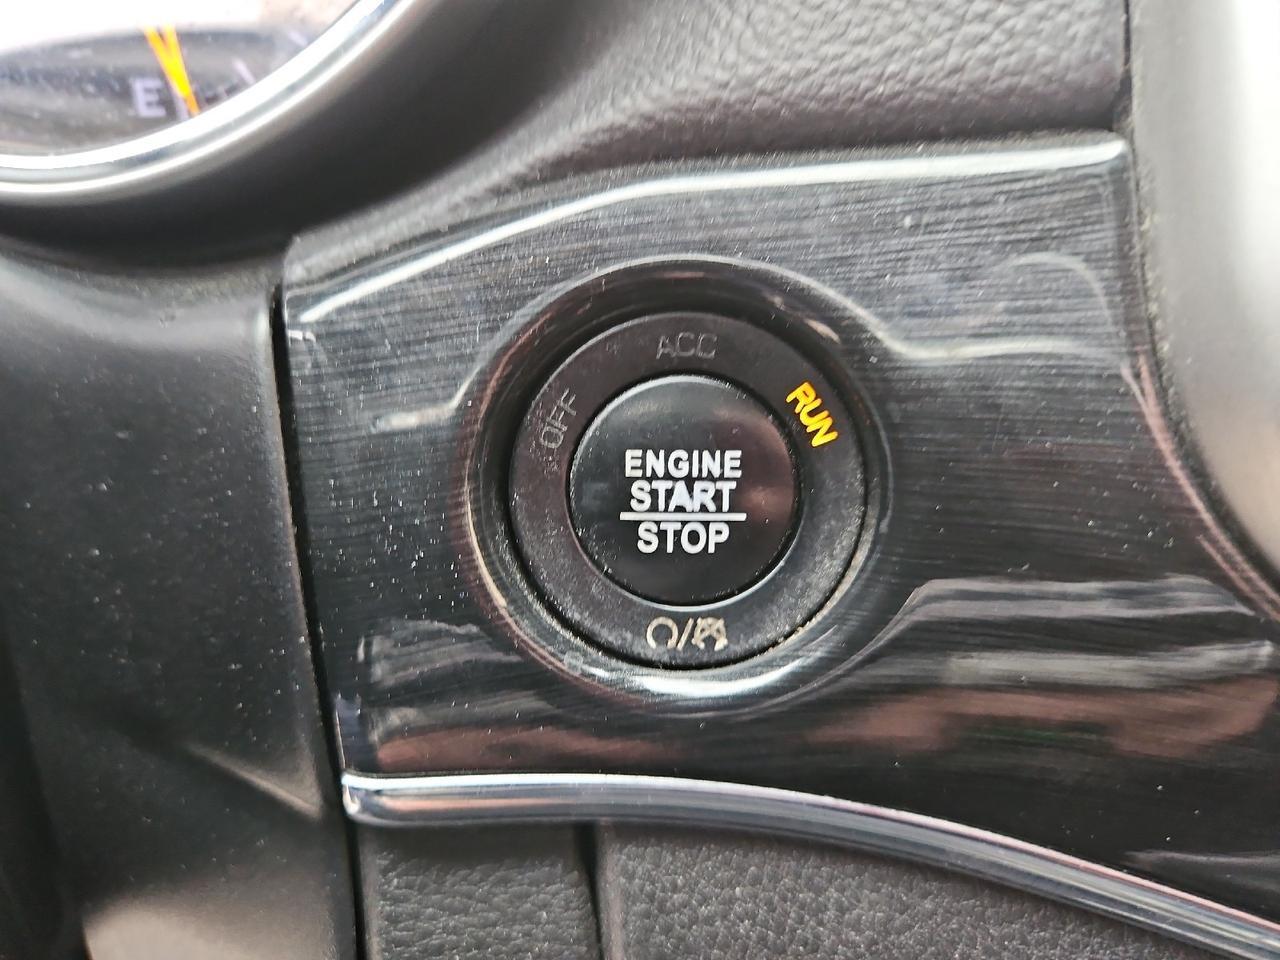 E
ACC
OFF
RUN
ENGINE
START
STOP